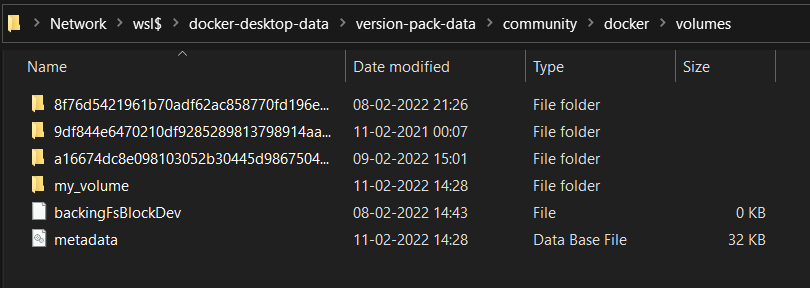 Network > wsl$ > docker-desktop-data > version-pack-data > community > docker > volumes
Name Date modified Type Size
8f76d5421961b70adf62ac858770fd196e... 08-02-2022 21:26 File folder
9df844e6470210df9285289813798914aa... 11-02-2021 00:07 File folder
a16674dc8e098103052b30445d9867504... 09-02-2022 15:01 File folder
my_volume 11-02-2022 14:28 File folder
backingFsBlockDev 08-02-2022 14:43 File 0 KB
metadata 11-02-2022 14:28 Data Base File 32 KB